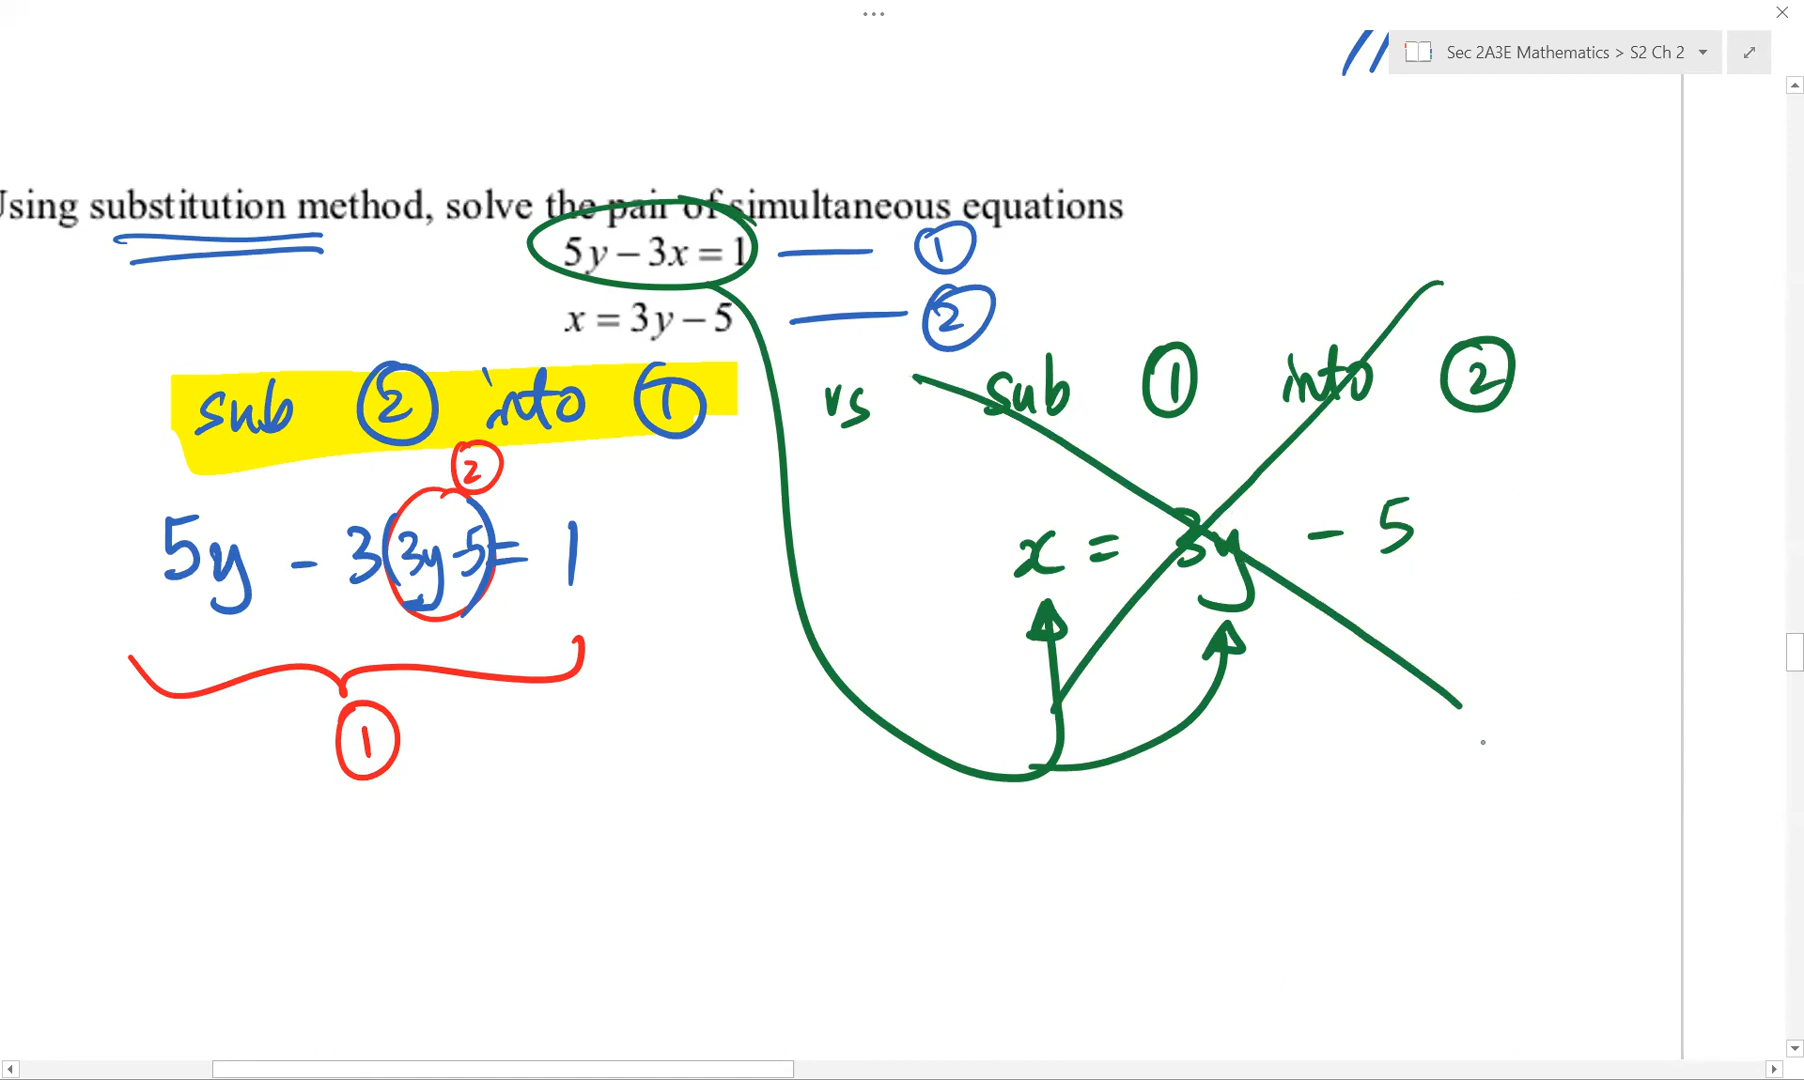 Sec 2A3E Mathematics > S2 Ch 2
Using substitution method, solve the pair of simultaneous equations
5y − 3x = 1 —— ①
x = 3y − 5 —— ②
sub ② into ① vs sub ① into ②
②
5y - 3(3y-5) = 1
x = 3y - 5
①